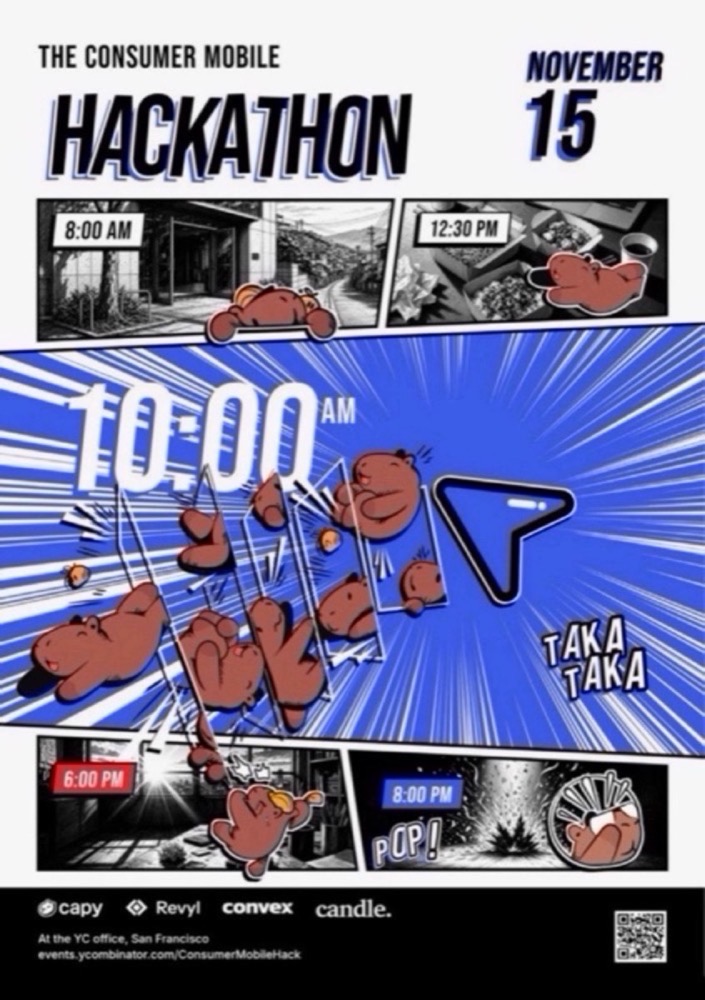 THE CONSUMER MOBILE
HACKATHON
NOVEMBER
15
8:00 AM
12:30 PM
10:00 AM
TAKA
TAKA
6:00 PM
8:00 PM
POP!
capy Revyl convex candle.
At the YC office, San Francisco
events.ycombinator.com/ConsumerMobileHack